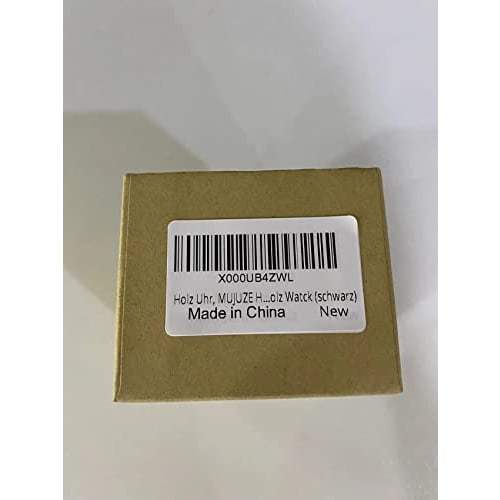 X000UB4ZWL
Holz Uhr, MUJUZE H...olz Watck (schwarz)
Made in China New